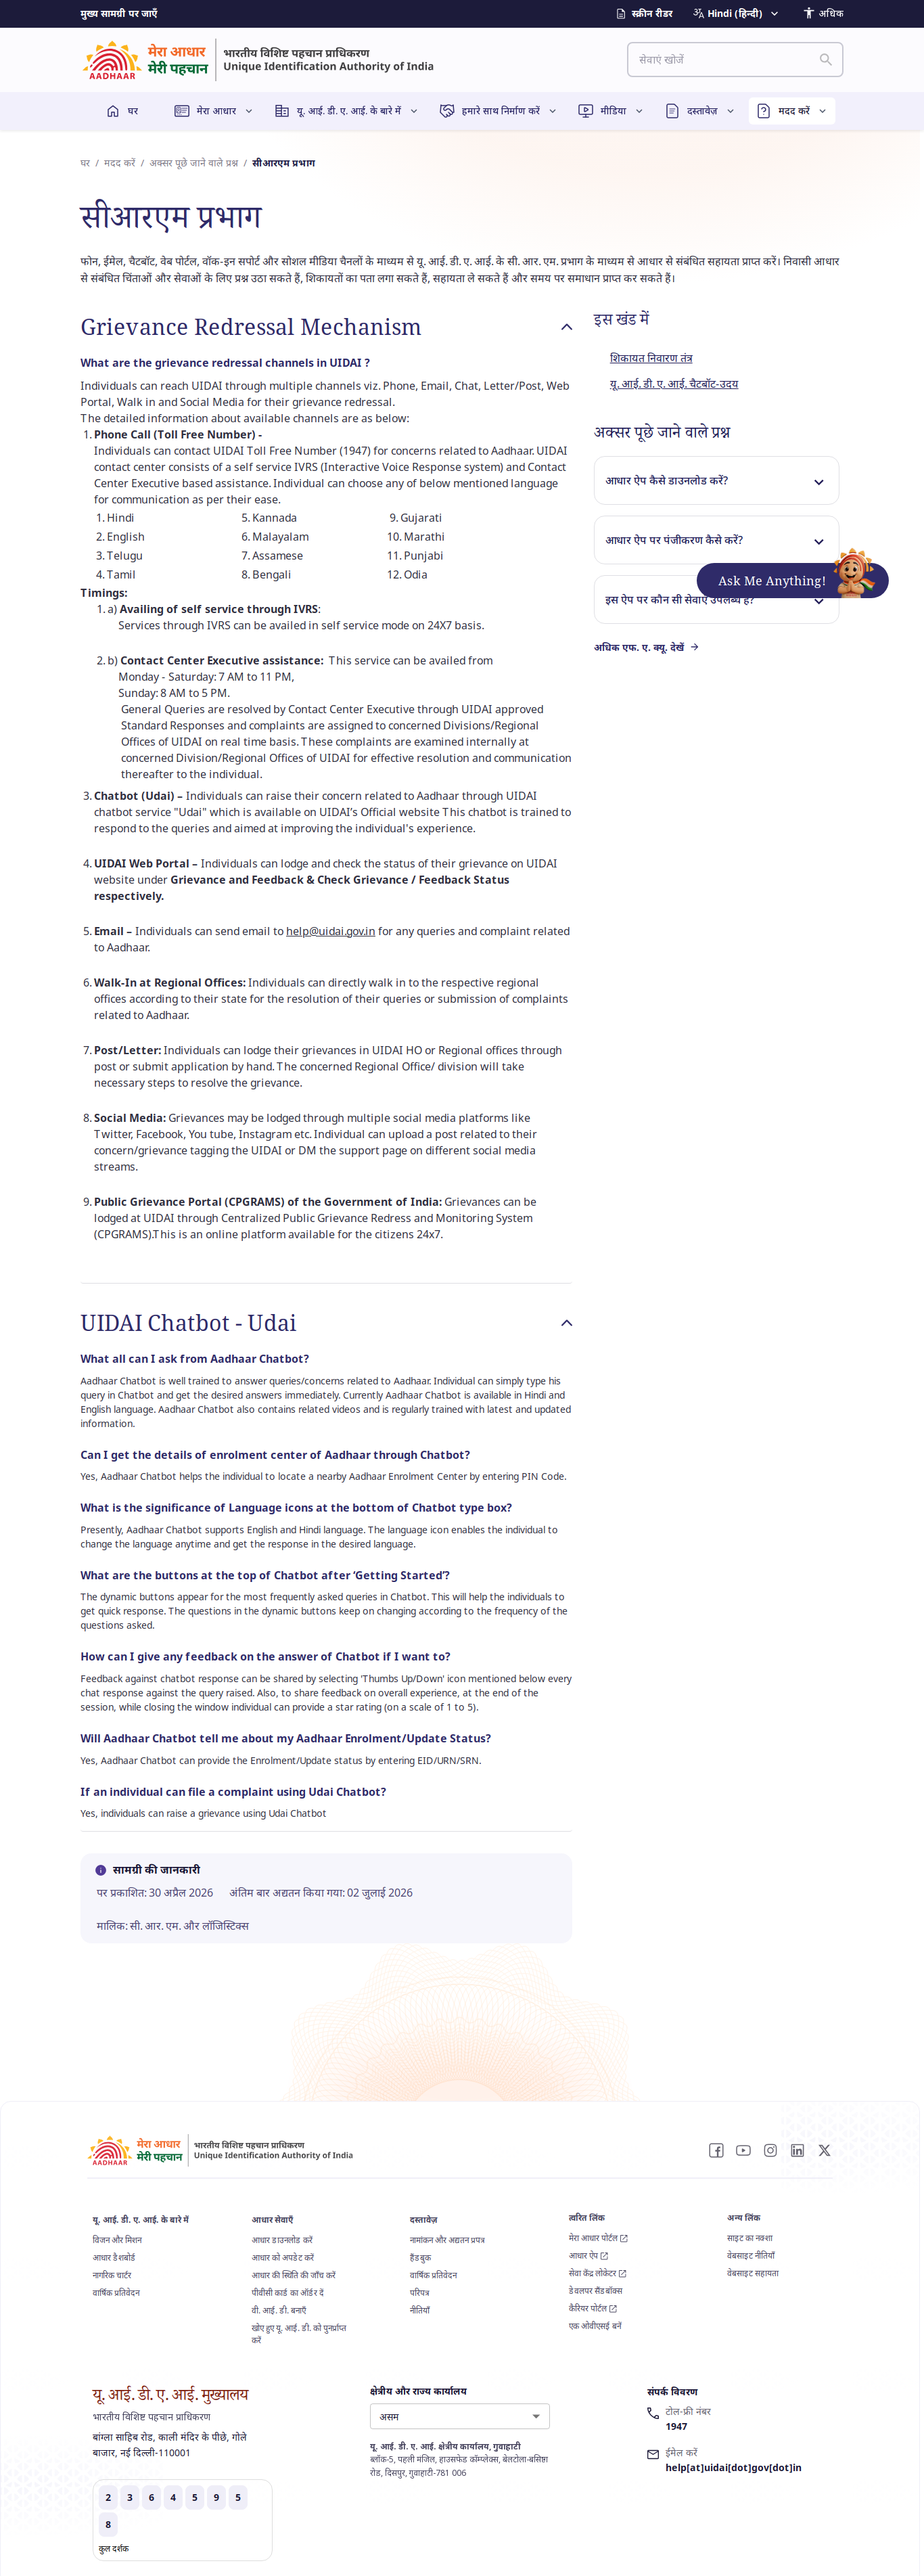 मुख्य सामग्री पर जाएँ
स्क्रीन रीडर
Hindi (हिन्दी)
अधिक
AADHAAR
मेरा आधार
मेरी पहचान
भारतीय विशिष्ट पहचान प्राधिकरण
Unique Identification Authority of India
सेवाएं खोजें
घर
मेरा आधार
यू. आई. डी. ए. आई. के बारे में
हमारे साथ निर्माण करें
मीडिया
दस्तावेज़
मदद करें
घर / मदद करें / अक्सर पूछे जाने वाले प्रश्न / सीआरएम प्रभाग
सीआरएम प्रभाग
फोन, ईमेल, चैटबॉट, वेब पोर्टल, वॉक-इन सपोर्ट और सोशल मीडिया चैनलों के माध्यम से यू. आई. डी. ए. आई. के सी. आर. एम. प्रभाग के माध्यम से आधार से संबंधित सहायता प्राप्त करें। निवासी आधार
से संबंधित चिंताओं और सेवाओं के लिए प्रश्न उठा सकते हैं, शिकायतों का पता लगा सकते हैं, सहायता ले सकते हैं और समय पर समाधान प्राप्त कर सकते हैं।
Grievance Redressal Mechanism
What are the grievance redressal channels in UIDAI ?
Individuals can reach UIDAI through multiple channels viz. Phone, Email, Chat, Letter/Post, Web
Portal, Walk in and Social Media for their grievance redressal.
The detailed information about available channels are as below:
1. Phone Call (Toll Free Number) -
Individuals can contact UIDAI Toll Free Number (1947) for concerns related to Aadhaar. UIDAI
contact center consists of a self service IVRS (Interactive Voice Response system) and Contact
Center Executive based assistance. Individual can choose any of below mentioned language
for communication as per their ease.
1. Hindi 5. Kannada 9. Gujarati
2. English 6. Malayalam 10. Marathi
3. Telugu 7. Assamese 11. Punjabi
4. Tamil 8. Bengali 12. Odia
Timings:
1. a) Availing of self service through IVRS:
Services through IVRS can be availed in self service mode on 24X7 basis.
2. b) Contact Center Executive assistance: This service can be availed from
Monday - Saturday: 7 AM to 11 PM,
Sunday: 8 AM to 5 PM.
General Queries are resolved by Contact Center Executive through UIDAI approved
Standard Responses and complaints are assigned to concerned Divisions/Regional
Offices of UIDAI on real time basis. These complaints are examined internally at
concerned Division/Regional Offices of UIDAI for effective resolution and communication
thereafter to the individual.
3. Chatbot (Udai) – Individuals can raise their concern related to Aadhaar through UIDAI
chatbot service "Udai" which is available on UIDAI’s Official website This chatbot is trained to
respond to the queries and aimed at improving the individual's experience.
4. UIDAI Web Portal – Individuals can lodge and check the status of their grievance on UIDAI
website under Grievance and Feedback & Check Grievance / Feedback Status
respectively.
5. Email – Individuals can send email to help@uidai.gov.in for any queries and complaint related
to Aadhaar.
6. Walk-In at Regional Offices: Individuals can directly walk in to the respective regional
offices according to their state for the resolution of their queries or submission of complaints
related to Aadhaar.
7. Post/Letter: Individuals can lodge their grievances in UIDAI HO or Regional offices through
post or submit application by hand. The concerned Regional Office/ division will take
necessary steps to resolve the grievance.
8. Social Media: Grievances may be lodged through multiple social media platforms like
Twitter, Facebook, You tube, Instagram etc. Individual can upload a post related to their
concern/grievance tagging the UIDAI or DM the support page on different social media
streams.
9. Public Grievance Portal (CPGRAMS) of the Government of India: Grievances can be
lodged at UIDAI through Centralized Public Grievance Redress and Monitoring System
(CPGRAMS).This is an online platform available for the citizens 24x7.
इस खंड में
शिकायत निवारण तंत्र
यू. आई. डी. ए. आई. चैटबॉट-उदय
अक्सर पूछे जाने वाले प्रश्न
आधार ऐप कैसे डाउनलोड करें?
आधार ऐप पर पंजीकरण कैसे करें?
Ask Me Anything!
इस ऐप पर कौन सी सेवाएं उपलब्ध हैं?
अधिक एफ. ए. क्यू. देखें
UIDAI Chatbot - Udai
What all can I ask from Aadhaar Chatbot?
Aadhaar Chatbot is well trained to answer queries/concerns related to Aadhaar. Individual can simply type his
query in Chatbot and get the desired answers immediately. Currently Aadhaar Chatbot is available in Hindi and
English language. Aadhaar Chatbot also contains related videos and is regularly trained with latest and updated
information.
Can I get the details of enrolment center of Aadhaar through Chatbot?
Yes, Aadhaar Chatbot helps the individual to locate a nearby Aadhaar Enrolment Center by entering PIN Code.
What is the significance of Language icons at the bottom of Chatbot type box?
Presently, Aadhaar Chatbot supports English and Hindi language. The language icon enables the individual to
change the language anytime and get the response in the desired language.
What are the buttons at the top of Chatbot after ‘Getting Started’?
The dynamic buttons appear for the most frequently asked queries in Chatbot. This will help the individuals to
get quick response. The questions in the dynamic buttons keep on changing according to the frequency of the
questions asked.
How can I give any feedback on the answer of Chatbot if I want to?
Feedback against chatbot response can be shared by selecting 'Thumbs Up/Down' icon mentioned below every
chat response against the query raised. Also, to share feedback on overall experience, at the end of the
session, while closing the window individual can provide a star rating (on a scale of 1 to 5).
Will Aadhaar Chatbot tell me about my Aadhaar Enrolment/Update Status?
Yes, Aadhaar Chatbot can provide the Enrolment/Update status by entering EID/URN/SRN.
If an individual can file a complaint using Udai Chatbot?
Yes, individuals can raise a grievance using Udai Chatbot
सामग्री की जानकारी
पर प्रकाशित: 30 अप्रैल 2026 अंतिम बार अद्यतन किया गया: 02 जुलाई 2026
मालिक: सी. आर. एम. और लॉजिस्टिक्स
AADHAAR
मेरा आधार
मेरी पहचान
भारतीय विशिष्ट पहचान प्राधिकरण
Unique Identification Authority of India
यू. आई. डी. ए. आई. के बारे में
विजन और मिशन
आधार डैशबोर्ड
नागरिक चार्टर
वार्षिक प्रतिवेदन
आधार सेवाएँ
आधार डाउनलोड करें
आधार को अपडेट करें
आधार की स्थिति की जाँच करें
पीवीसी कार्ड का ऑर्डर दें
वी. आई. डी. बनाएँ
खोए हुए यू. आई. डी. को पुनर्प्राप्त
करें
दस्तावेज़
नामांकन और अद्यतन प्रपत्र
हैंडबुक
वार्षिक प्रतिवेदन
परिपत्र
नीतियाँ
त्वरित लिंक
मेरा आधार पोर्टल
आधार ऐप
सेवा केंद्र लोकेटर
डेवलपर सैंडबॉक्स
कैरियर पोर्टल
एक ओवीएसई बनें
अन्य लिंक
साइट का नक्शा
वेबसाइट नीतियाँ
वेबसाइट सहायता
यू. आई. डी. ए. आई. मुख्यालय
भारतीय विशिष्ट पहचान प्राधिकरण
बांग्ला साहिब रोड, काली मंदिर के पीछे, गोले
बाजार, नई दिल्ली-110001
2 3 6 4 5 9 5
8
कुल दर्शक
क्षेत्रीय और राज्य कार्यालय
असम
यू. आई. डी. ए. आई. क्षेत्रीय कार्यालय, गुवाहाटी
ब्लॉक-5, पहली मंजिल, हाउसफेड कॉम्प्लेक्स, बेलटोला-बसिष्ठा
रोड, दिसपुर, गुवाहाटी-781 006
संपर्क विवरण
टोल-फ्री नंबर
1947
ईमेल करें
help[at]uidai[dot]gov[dot]in